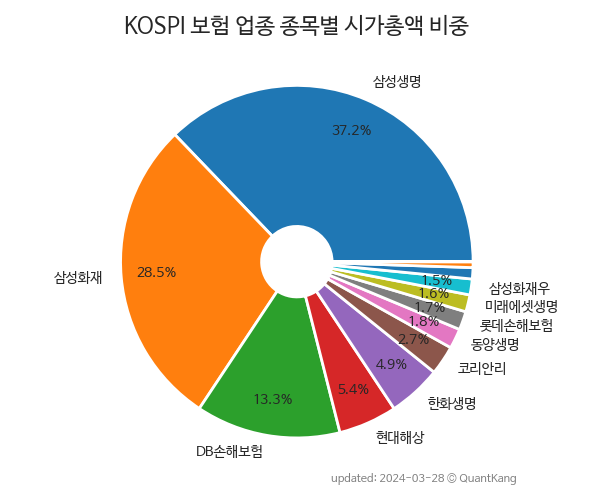 KOSPI 보험 업종 종목별 시가총액 비중
삼성생명
37.2%
삼성화재
28.5%
13.3%
DB손해보험
5.4%
현대해상
4.9%
한화생명
2.7%
코리안리
1.8%
동양생명
1.7%
롯데손해보험
1.6%
미래에셋생명
1.5%
삼성화재우
updated: 2024-03-28 © QuantKang